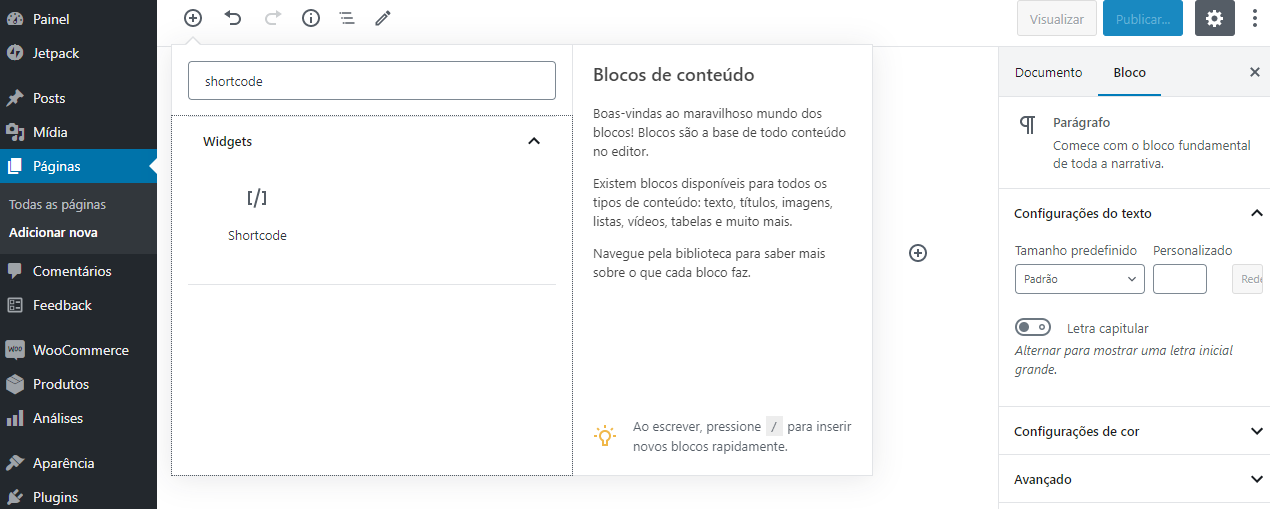 Painel
Jetpack
Posts
Mídia
Páginas
Todas as páginas
Adicionar nova
Comentários
Feedback
WOO
WooCommerce
Produtos
Análises
Aparência
Plugins
Visualizar
Publicar...
shortcode
Widgets
[/]
Shortcode
Blocos de conteúdo
Boas-vindas ao maravilhoso mundo dos
blocos! Blocos são a base de todo conteúdo
no editor.
Existem blocos disponíveis para todos os
tipos de conteúdo: texto, títulos, imagens,
listas, vídeos, tabelas e muito mais.
Navegue pela biblioteca para saber mais
sobre o que cada bloco faz.
Ao escrever, pressione / para inserir
novos blocos rapidamente.
Documento
Bloco
Parágrafo
Comece com o bloco fundamental
de toda a narrativa.
Configurações do texto
Tamanho predefinido
Personalizado
Padrão
Rede
Letra capitular
Alternar para mostrar uma letra inicial
grande.
Configurações de cor
Avançado